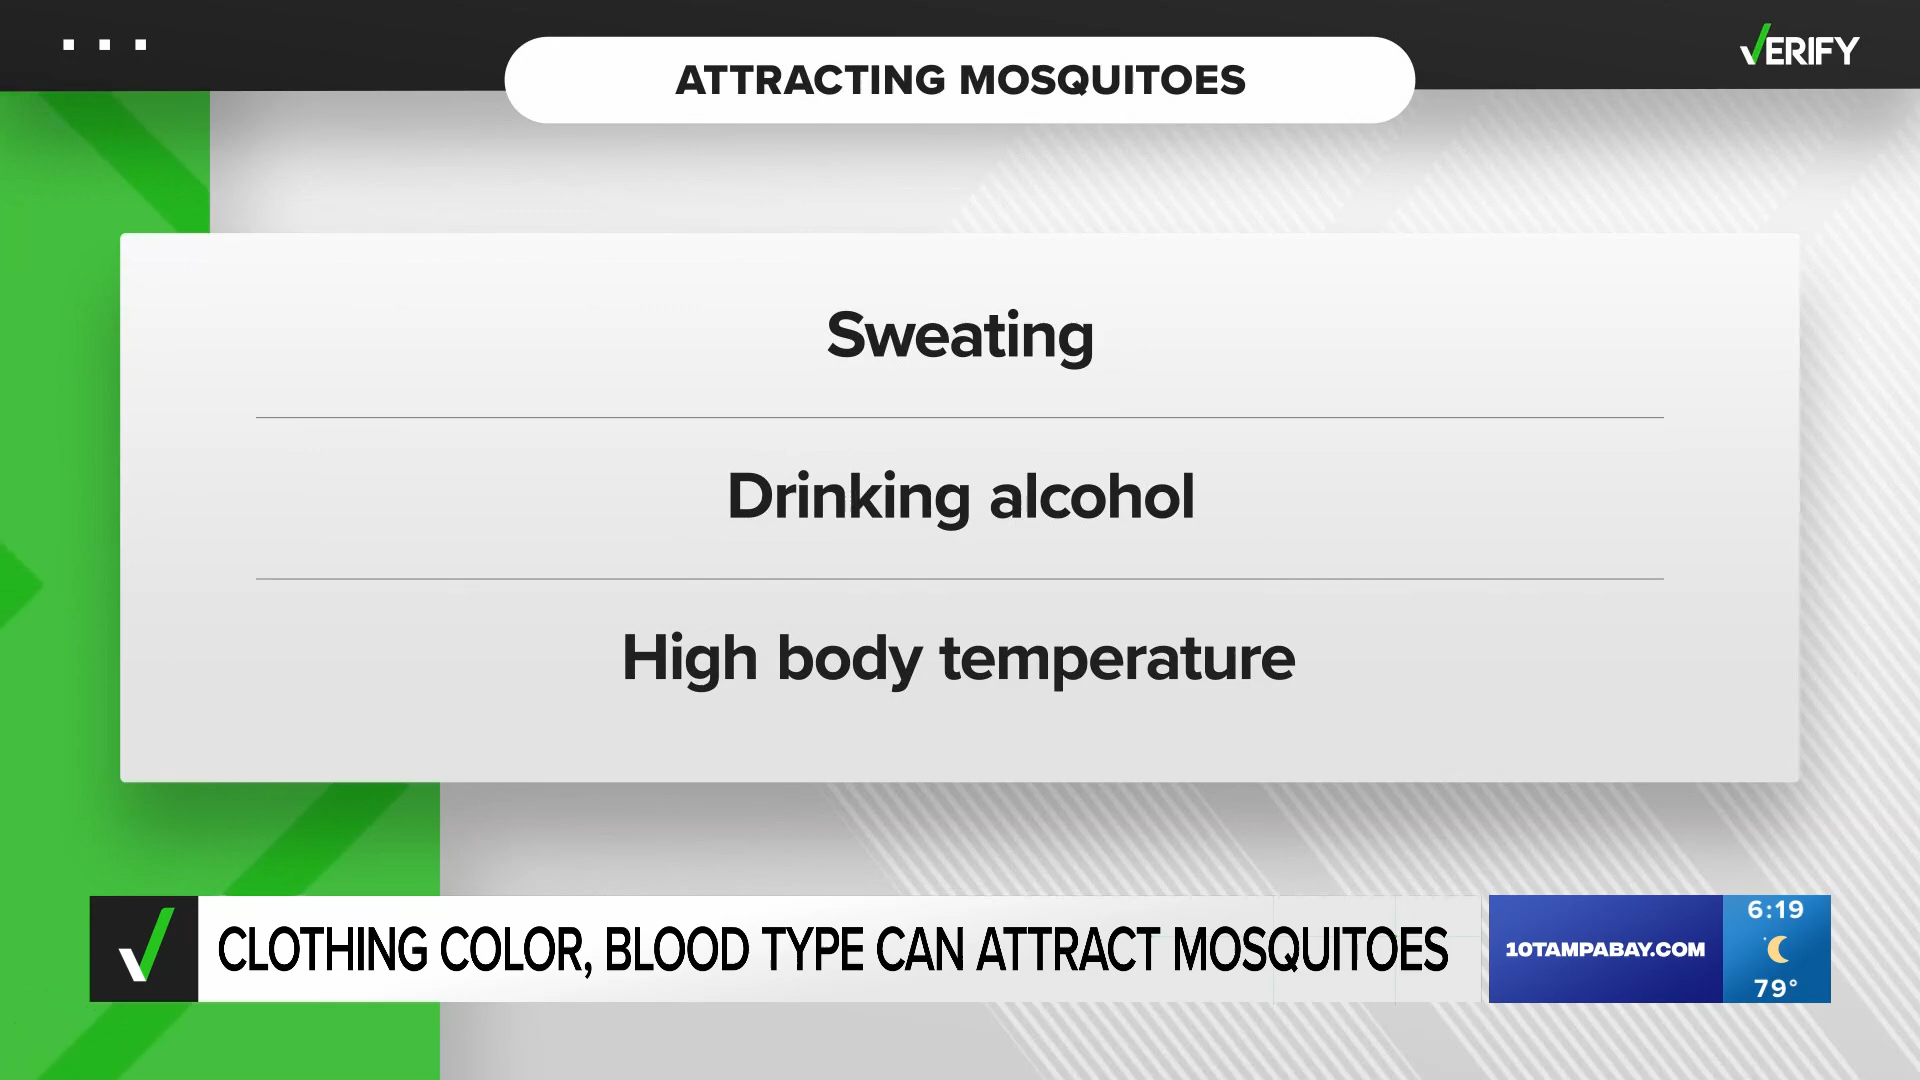 VERIFY
ATTRACTING MOSQUITOES
Sweating
Drinking alcohol
High body temperature
CLOTHING COLOR, BLOOD TYPE CAN ATTRACT MOSQUITOES
10TAMPABAY.COM
6:19
79°